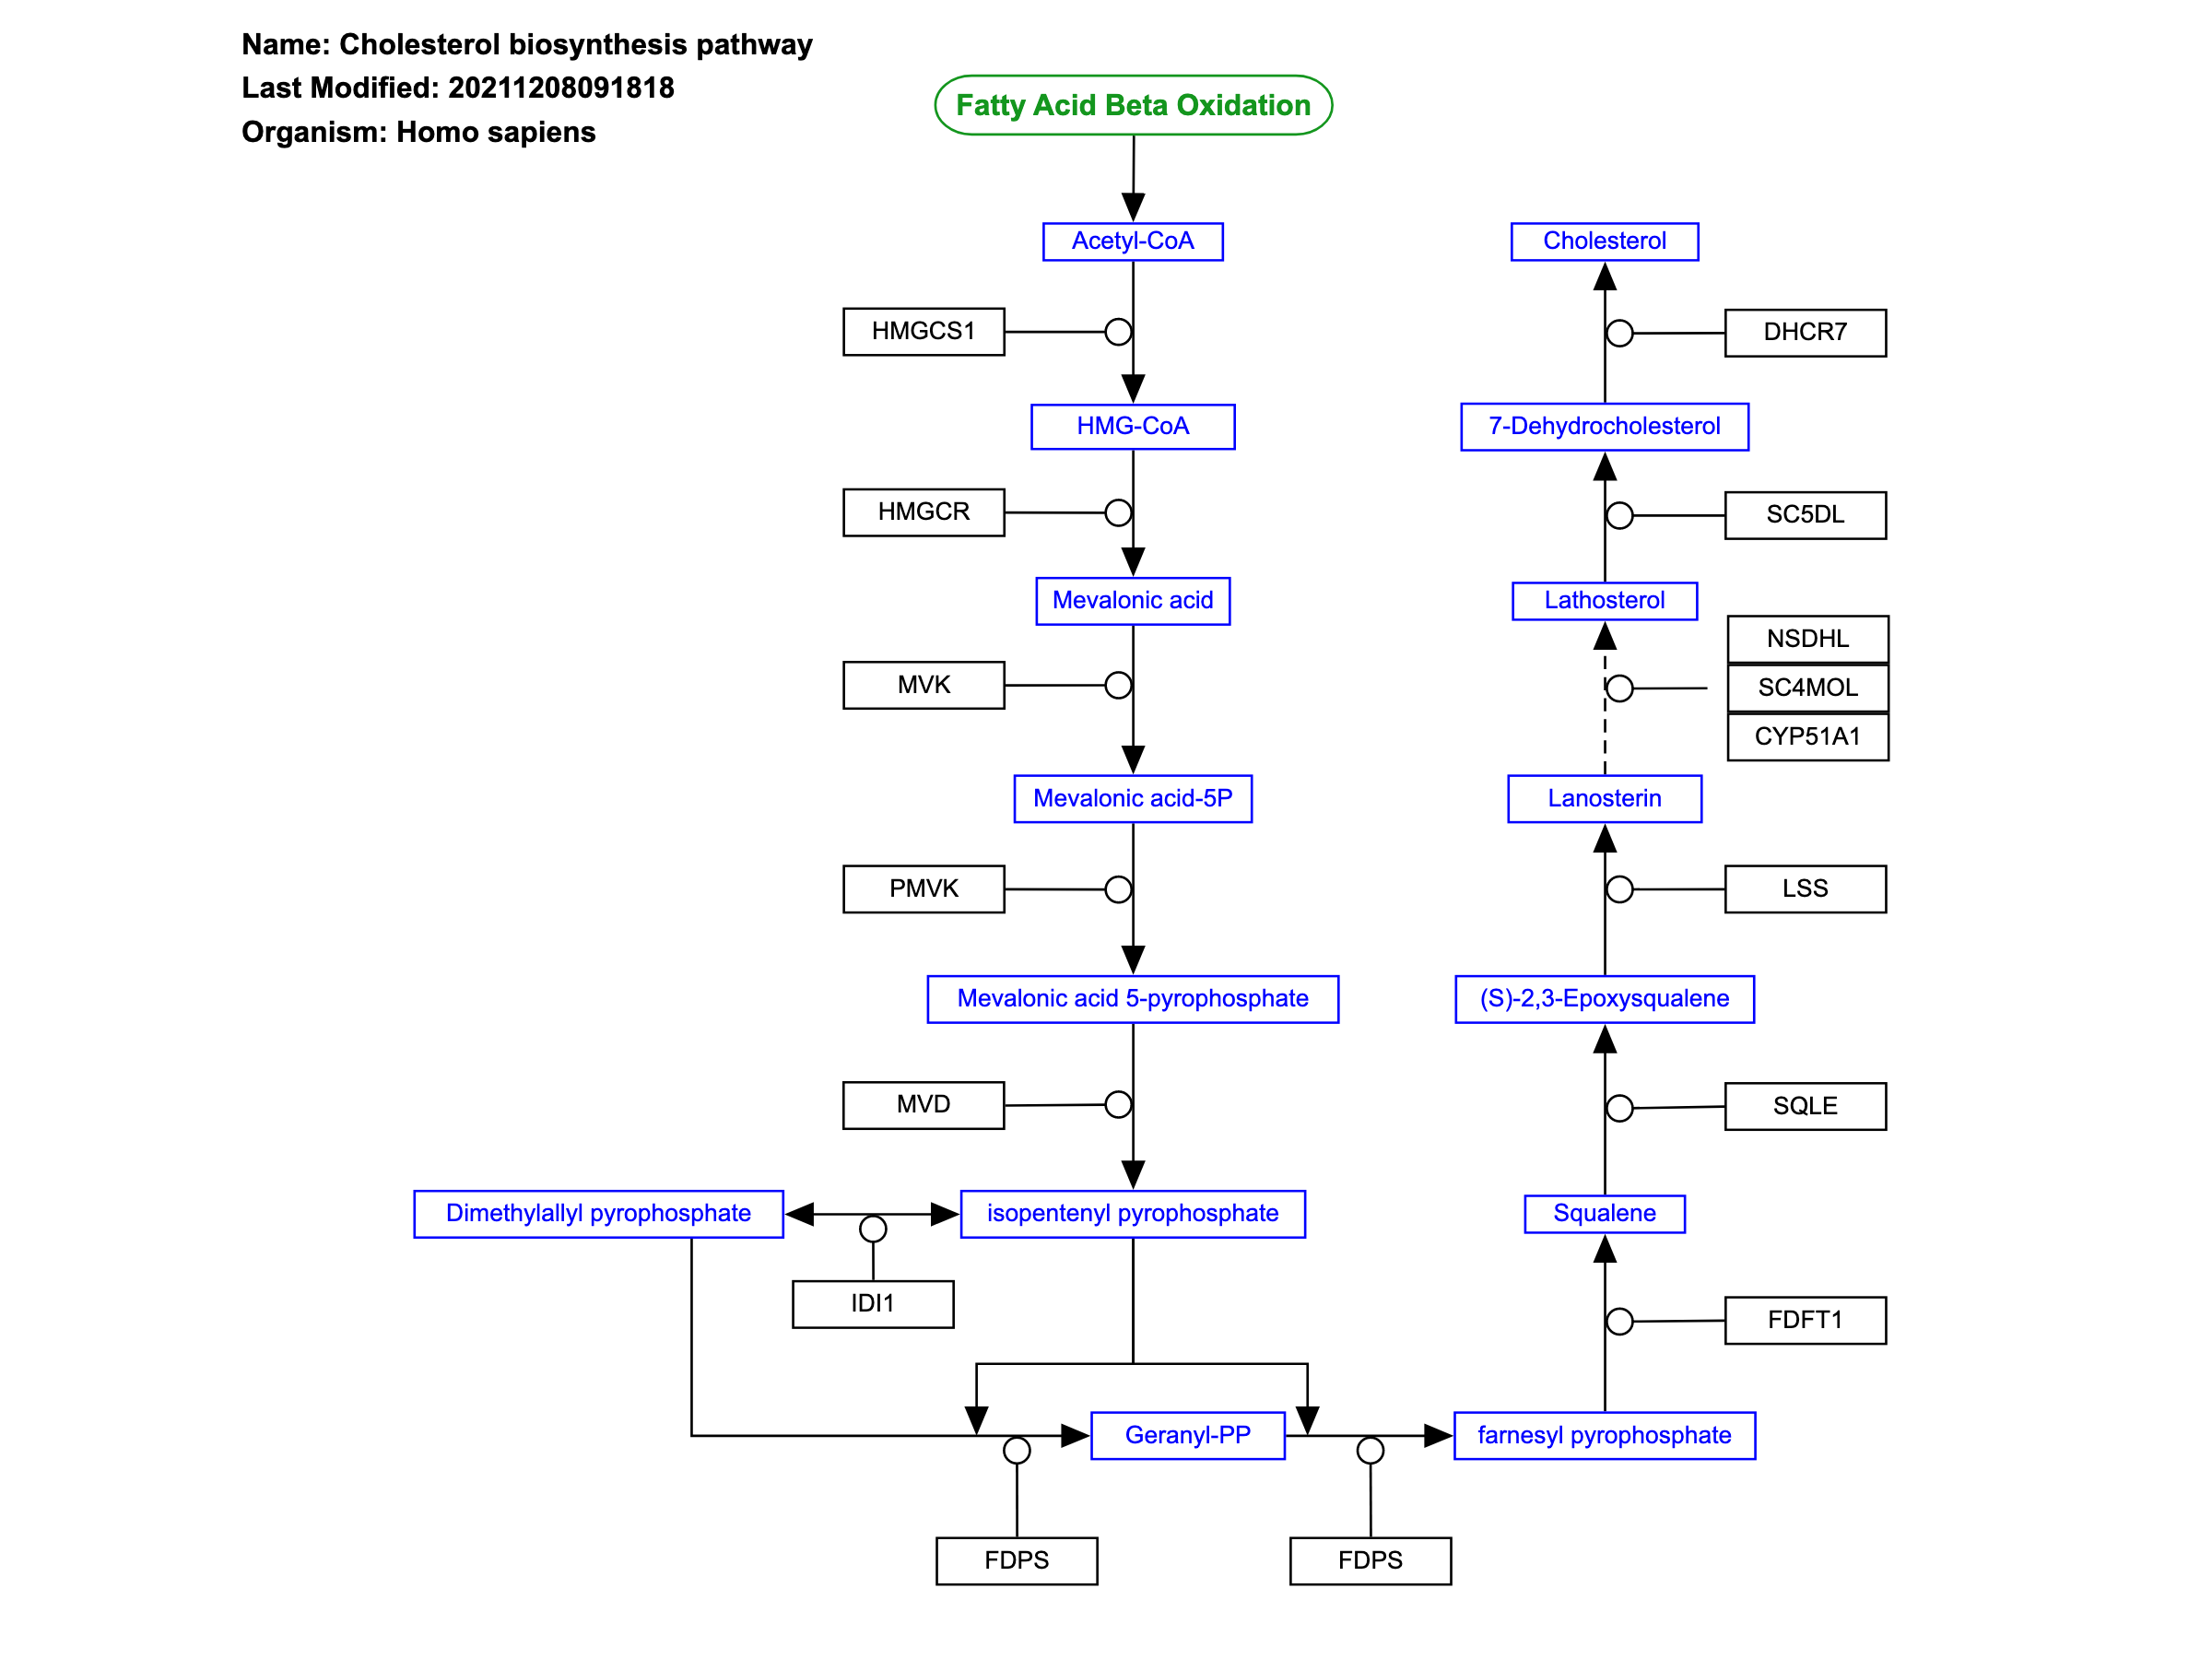 Name: Cholesterol biosynthesis pathway
Last Modified: 20211208091818
Organism: Homo sapiens
Fatty Acid Beta Oxidation
Acetyl-CoA
HMGCS1
HMG-CoA
HMGCR
Mevalonic acid
MVK
Mevalonic acid-5P
PMVK
Mevalonic acid 5-pyrophosphate
MVD
Dimethylallyl pyrophosphate
isopentenyl pyrophosphate
IDI1
Geranyl-PP
farnesyl pyrophosphate
FDPS
FDPS
Cholesterol
DHCR7
7-Dehydrocholesterol
SC5DL
Lathosterol
NSDHL
SC4MOL
CYP51A1
Lanosterin
LSS
(S)-2,3-Epoxysqualene
SQLE
Squalene
FDFT1